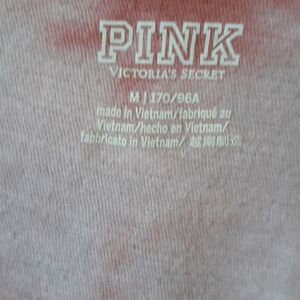 PINK
VICTORIA'S SECRET
M | 170/96A
made in Vietnam/fabriqué au
Vietnam/hecho en Vietnam/
fabbricato in Vietnam/ 越南制造